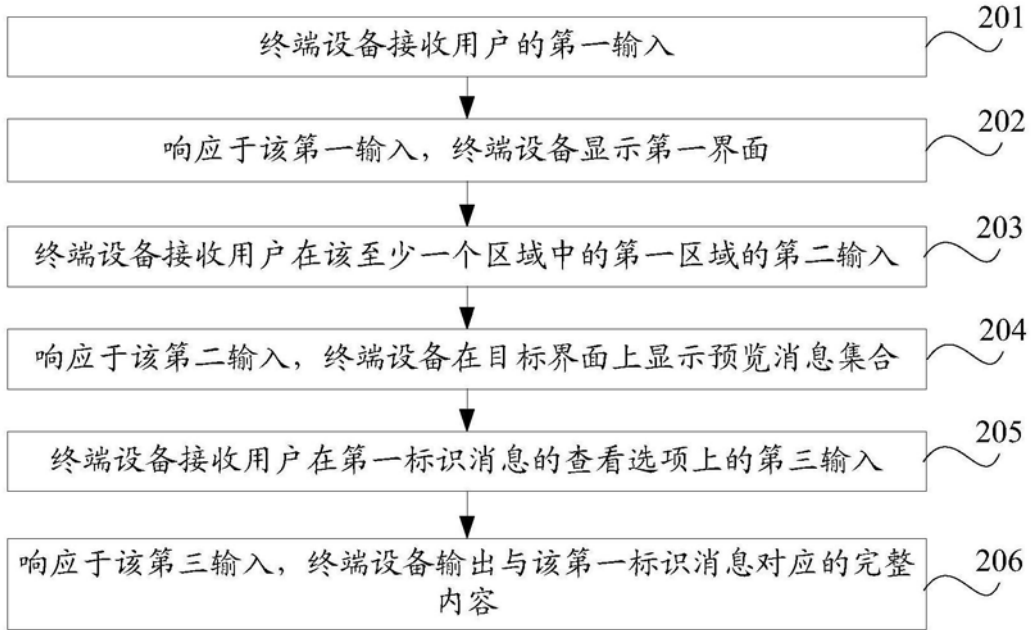 终端设备接收用户的第一输入
201
响应于该第一输入，终端设备显示第一界面
202
终端设备接收用户在该至少一个区域中的第一区域的第二输入
203
响应于该第二输入，终端设备在目标界面上显示预览消息集合
204
终端设备接收用户在第一标识消息的查看选项上的第三输入
205
响应于该第三输入，终端设备输出与该第一标识消息对应的完整
内容
206